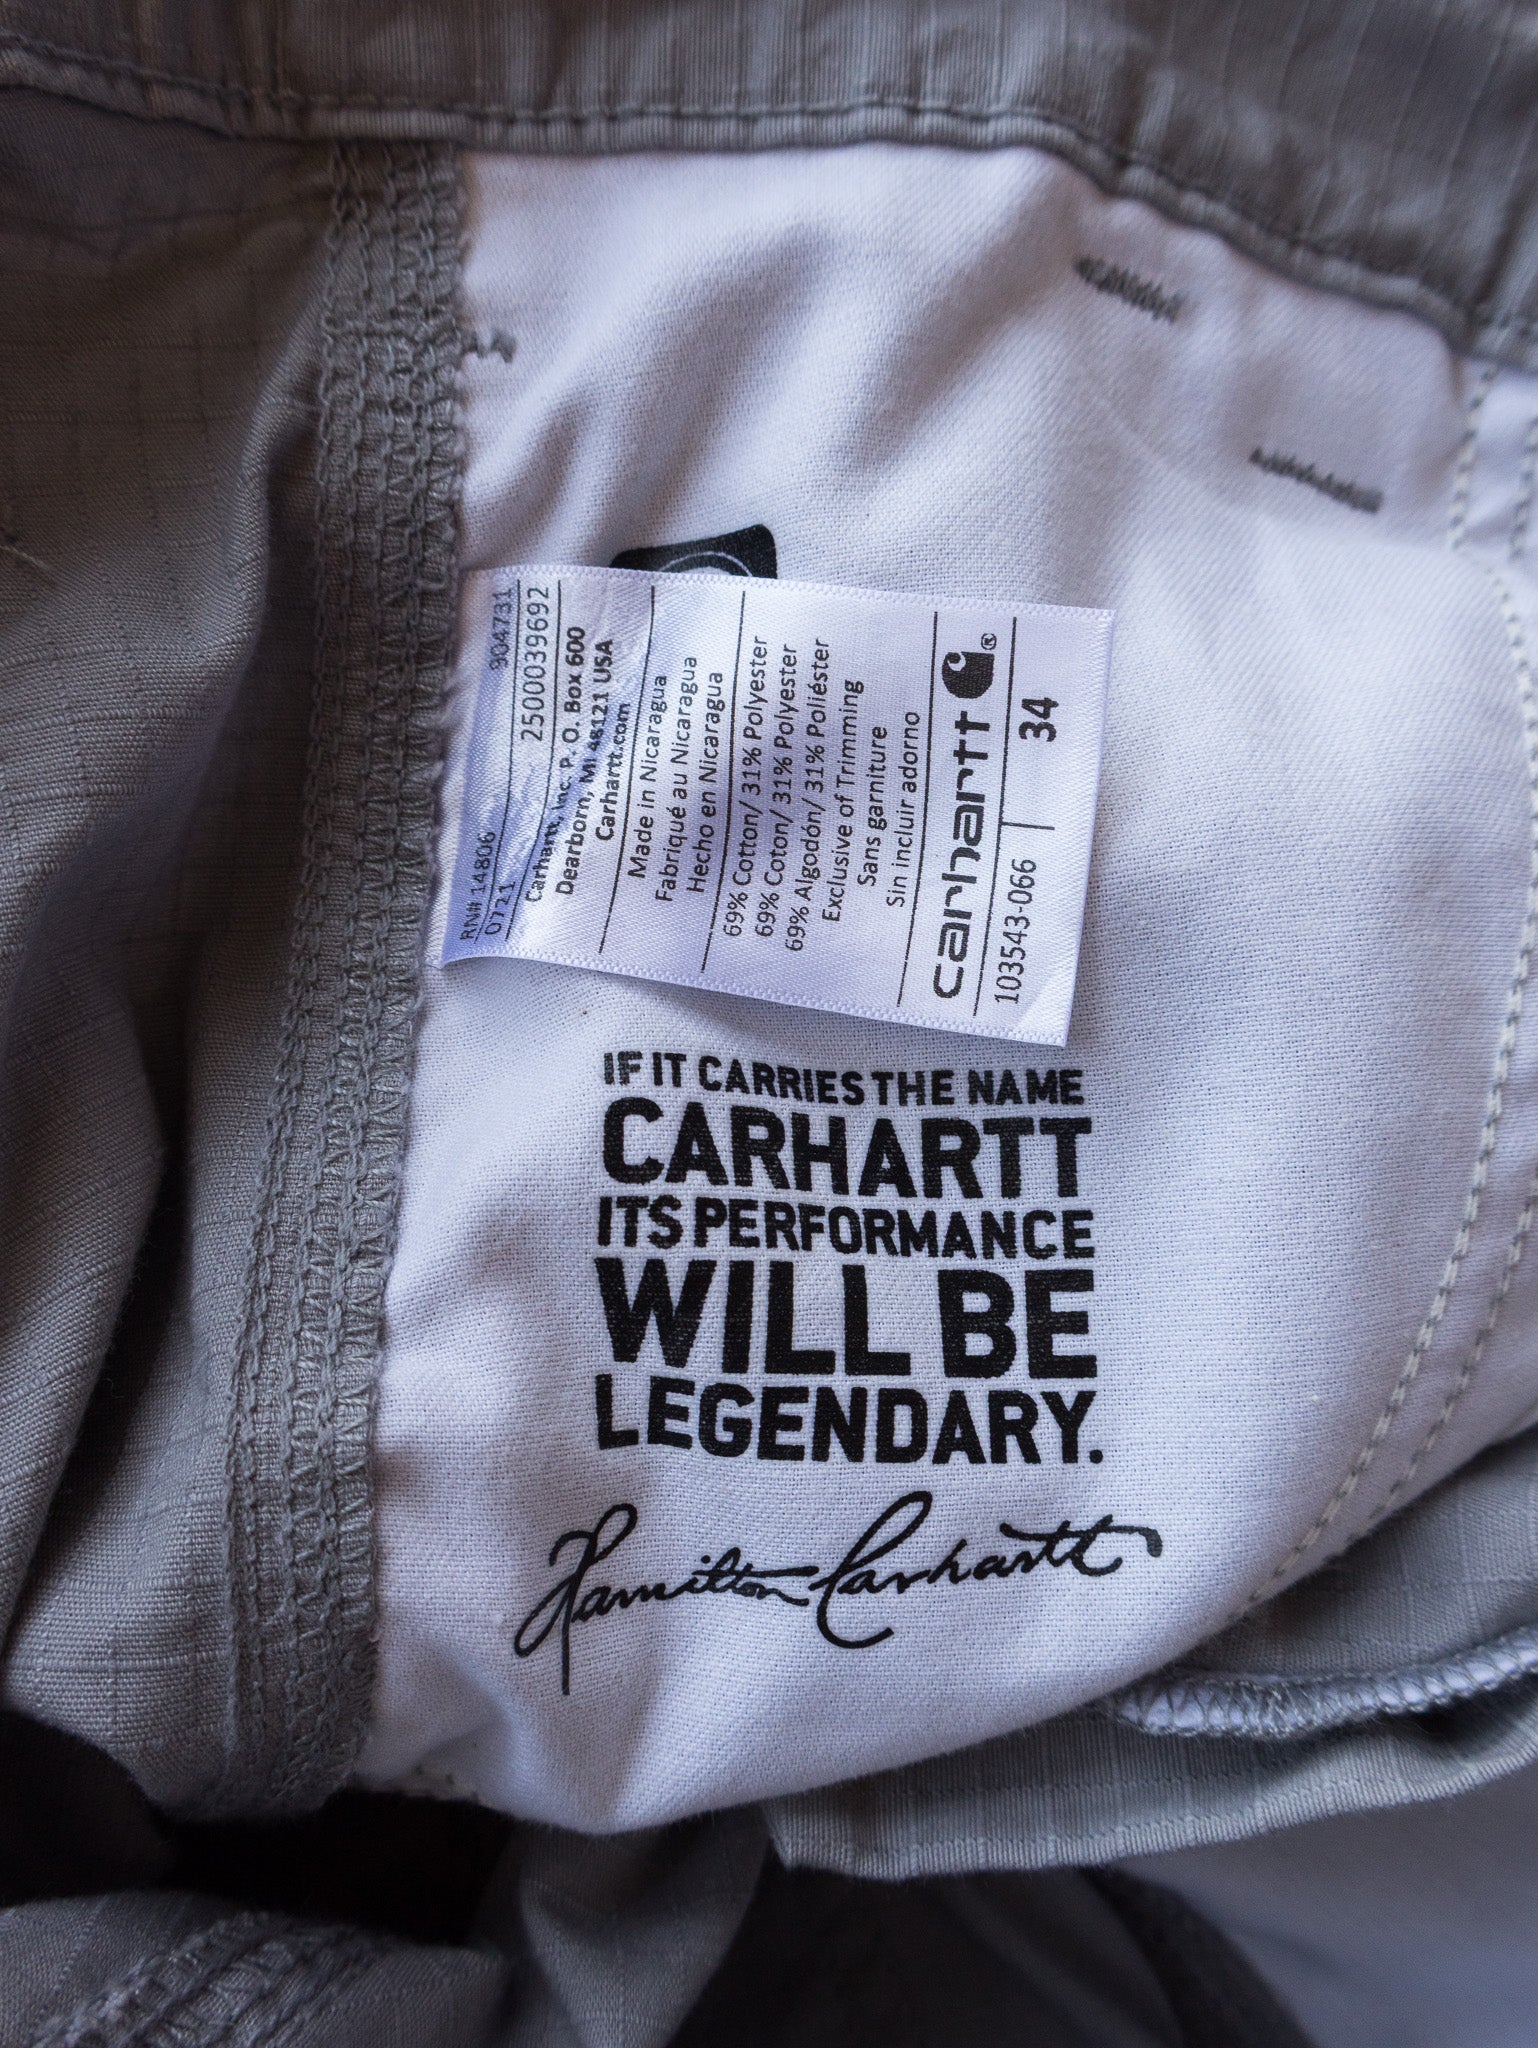 RN# 14806 904731
0721 2500039692
Carhartt, Inc. P. O. Box 600
Dearborn, MI 48121 USA
Carhartt.com
Made in Nicaragua
Fabriqué au Nicaragua
Hecho en Nicaragua
69% Cotton/ 31% Polyester
69% Coton/ 31% Polyester
69% Algodón/ 31% Poliéster
Exclusive of Trimming
Sans garniture
Sin incluir adorno
carhartt ®
103543-066 34
IF IT CARRIES THE NAME
CARHARTT
ITS PERFORMANCE
WILL BE
LEGENDARY.
Hamilton Carhartt